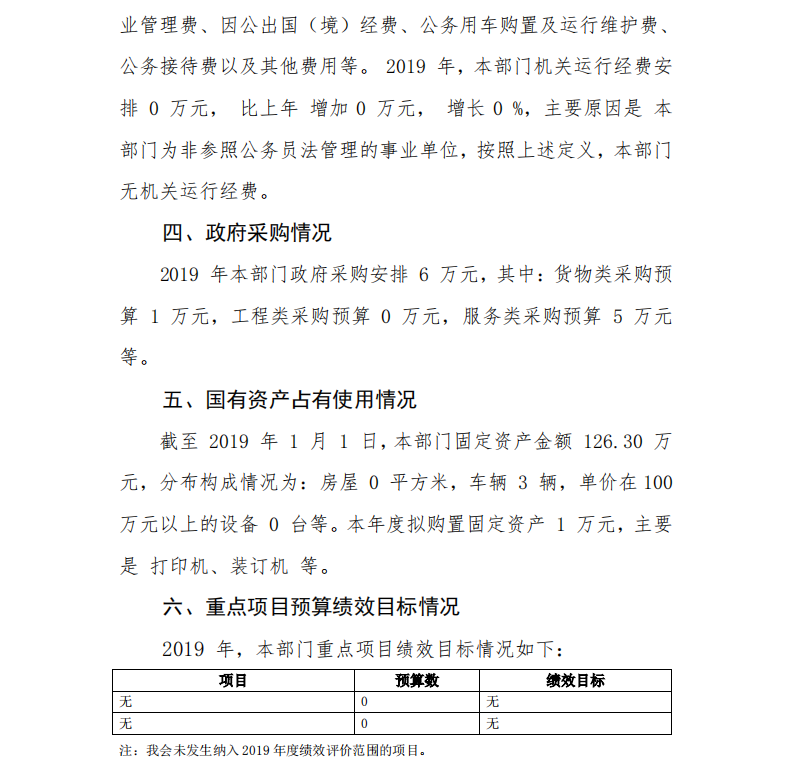 业管理费、因公出国（境）经费、公务用车购置及运行维护费、
公务接待费以及其他费用等。 2019 年，本部门机关运行经费安
排 0 万元， 比上年 增加 0 万元， 增长 0 %，主要原因是 本
部门为非参照公务员法管理的事业单位，按照上述定义，本部门
无机关运行经费。
四、政府采购情况
2019 年本部门政府采购安排 6 万元，其中：货物类采购预
算 1 万元，工程类采购预算 0 万元，服务类采购预算 5 万元
等。
五、国有资产占有使用情况
截至 2019 年 1 月 1 日，本部门固定资产金额 126.30 万
元，分布构成情况为：房屋 0 平方米，车辆 3 辆，单价在 100
万元以上的设备 0 台等。本年度拟购置固定资产 1 万元，主要
是 打印机、装订机 等。
六、重点项目预算绩效目标情况
2019 年，本部门重点项目绩效目标情况如下：
项目 预算数 绩效目标
无 0 无
无 0 无
注：我会未发生纳入 2019 年度绩效评价范围的项目。